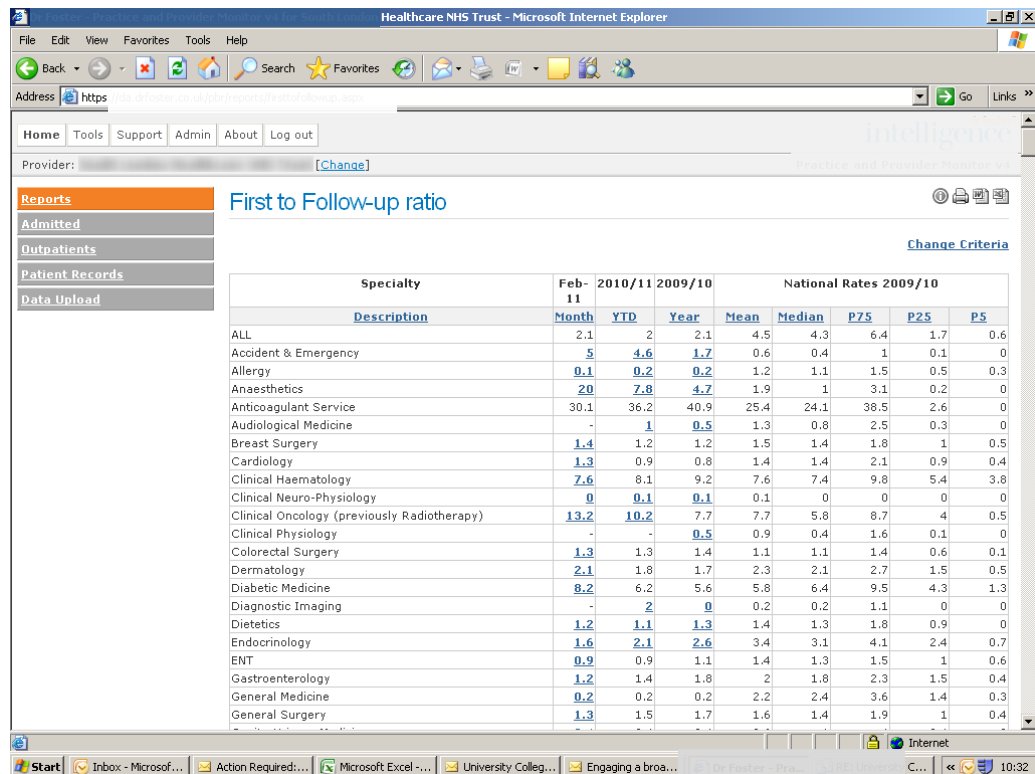 Dr Foster - Practice and Provider Monitor v4 for South London Healthcare NHS Trust - Microsoft Internet Explorer
File Edit View Favorites Tools Help
Back Search Favorites
Address https Go Links »
Home Tools Support Admin About Log out
intelligence
Provider: [Change] Practice and Provider Monitor v4
Reports
Admitted
Outpatients
Patient Records
Data Upload
First to Follow-up ratio
Change Criteria
Specialty Feb-11 2010/11 2009/10 National Rates 2009/10
Description Month YTD Year Mean Median P75 P25 P5
ALL 2.1 2 2.1 4.5 4.3 6.4 1.7 0.6
Accident & Emergency 5 4.6 1.7 0.6 0.4 1 0.1 0
Allergy 0.1 0.2 0.2 1.2 1.1 1.5 0.5 0.3
Anaesthetics 20 7.8 4.7 1.9 1 3.1 0.2 0
Anticoagulant Service 30.1 36.2 40.9 25.4 24.1 38.5 2.6 0
Audiological Medicine - 1 0.5 1.3 0.8 2.5 0.3 0
Breast Surgery 1.4 1.2 1.2 1.5 1.4 1.8 1 0.5
Cardiology 1.3 0.9 0.8 1.4 1.4 2.1 0.9 0.4
Clinical Haematology 7.6 8.1 9.2 7.6 7.4 9.8 5.4 3.8
Clinical Neuro-Physiology 0 0.1 0.1 0.1 0 0 0 0
Clinical Oncology (previously Radiotherapy) 13.2 10.2 7.7 7.7 5.8 8.7 4 0.5
Clinical Physiology - - 0.5 0.9 0.4 1.6 0.1 0
Colorectal Surgery 1.3 1.3 1.4 1.1 1.1 1.4 0.6 0.1
Dermatology 2.1 1.8 1.7 2.3 2.1 2.7 1.5 0.5
Diabetic Medicine 8.2 6.2 5.6 5.8 6.4 9.5 4.3 1.3
Diagnostic Imaging - 2 0 0.2 0.2 1.1 0 0
Dietetics 1.2 1.1 1.3 1.4 1.3 1.8 0.9 0
Endocrinology 1.6 2.1 2.6 3.4 3.1 4.1 2.4 0.7
ENT 0.9 0.9 1.1 1.4 1.3 1.5 1 0.6
Gastroenterology 1.2 1.4 1.8 2 1.8 2.3 1.5 0.4
General Medicine 0.2 0.2 0.2 2.2 2.4 3.6 1.4 0.3
General Surgery 1.3 1.5 1.7 1.6 1.4 1.9 1 0.4
Internet
Start Inbox - Microsof... Action Required:... Microsoft Excel -... University Colleg... Engaging a broa... Dr Foster - Pra... RE: University C... « 10:32